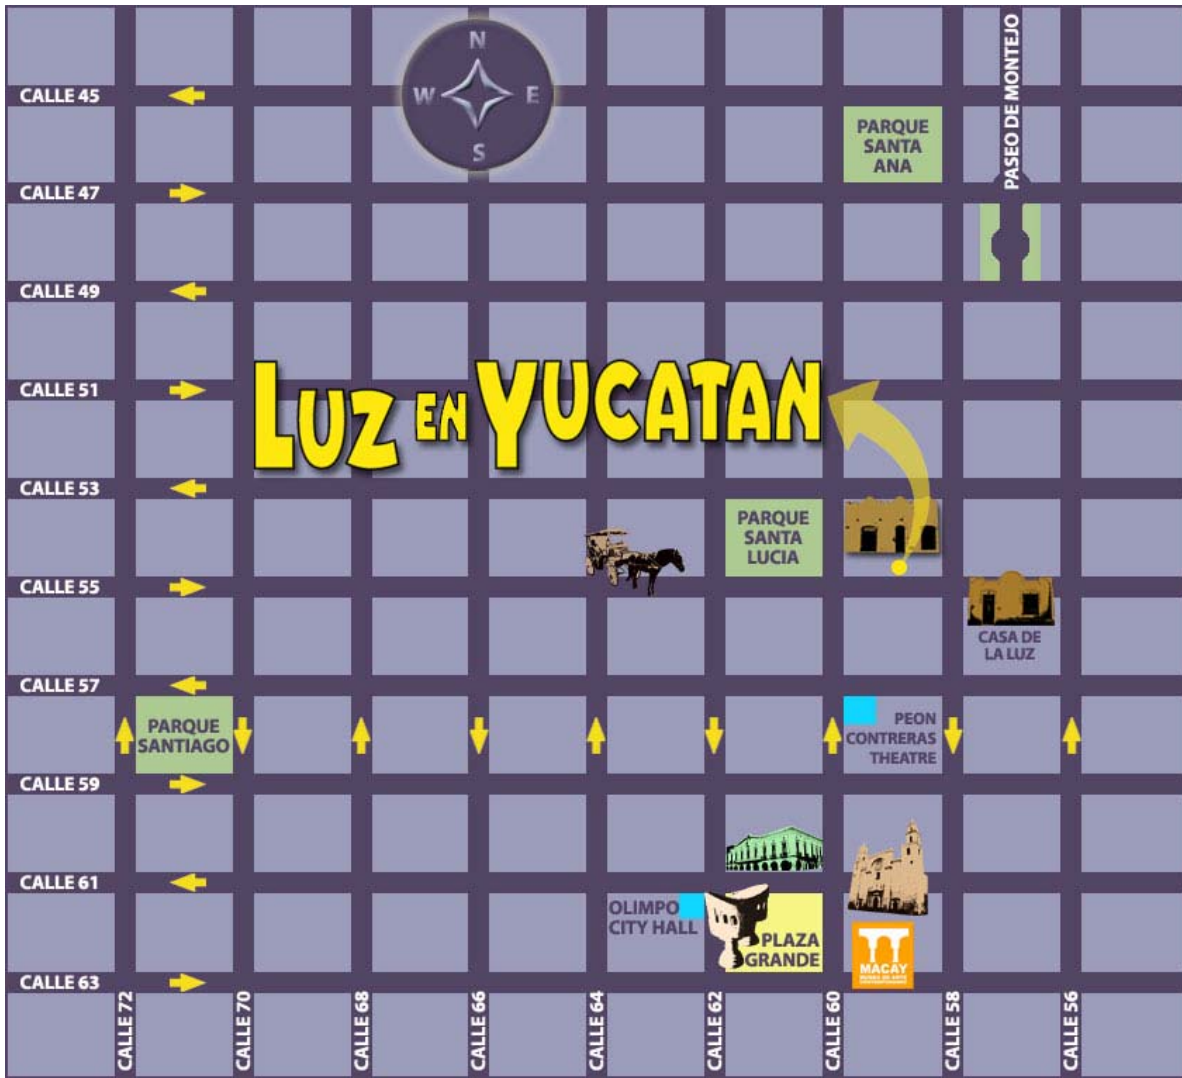 N
W E
S
PASEO DE MONTEJO
CALLE 45
PARQUE
SANTA
ANA
CALLE 47
CALLE 49
CALLE 51
LUZ EN YUCATAN
CALLE 53
PARQUE
SANTA
LUCIA
CALLE 55
CASA DE
LA LUZ
CALLE 57
PARQUE
SANTIAGO
PEON
CONTRERAS
THEATRE
CALLE 59
CALLE 61
OLIMPO
CITY HALL
PLAZA
GRANDE
MACAY
CALLE 63
CALLE 72
CALLE 70
CALLE 68
CALLE 66
CALLE 64
CALLE 62
CALLE 60
CALLE 58
CALLE 56